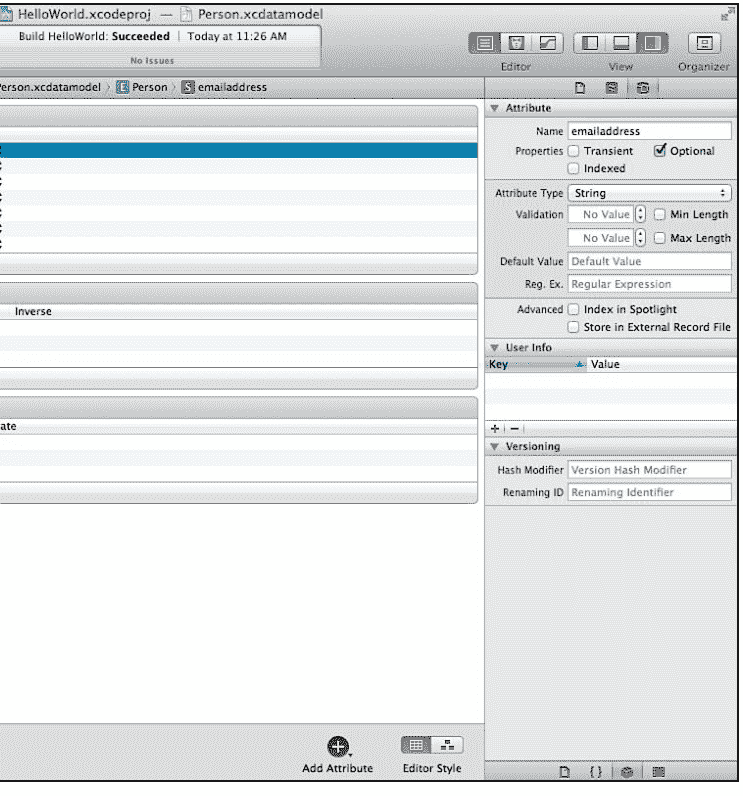 HelloWorld.xcodeproj — Person.xcdatamodel
Build HelloWorld: Succeeded | Today at 11:26 AM
No Issues
Editor View Organizer
Person.xcdatamodel Person emailaddress
Attribute
Name emailaddress
Properties Transient Optional
Indexed
Attribute Type String
Validation No Value Min Length
No Value Max Length
Default Value Default Value
Reg. Ex. Regular Expression
Advanced Index in Spotlight
Store in External Record File
Inverse
User Info
Key Value
ate
Versioning
Hash Modifier Version Hash Modifier
Renaming ID Renaming Identifier
Add Attribute Editor Style